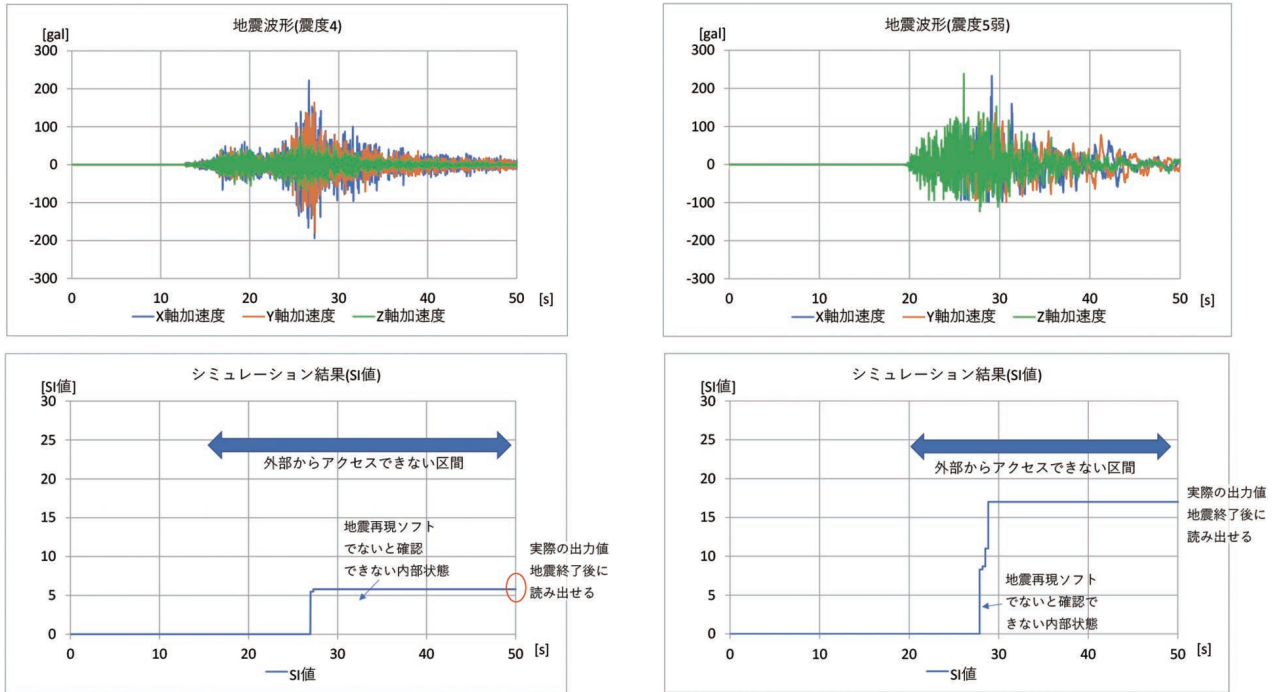 地震波形(震度4)
[gal]
300
200
100
0
-100
-200
-300
0 10 20 30 40 50 [s]
X軸加速度 Y軸加速度 Z軸加速度
地震波形(震度5弱)
[gal]
300
200
100
0
-100
-200
-300
0 10 20 30 40 50 [s]
X軸加速度 Y軸加速度 Z軸加速度
シミュレーション結果(SI値)
[SI値]
30
25
20
15
10
5
0
外部からアクセスできない区間
地震再現ソフト
でないと確認
できない内部状態
実際の出力値
地震終了後に
読み出せる
0 10 20 30 40 50 [s]
SI値
シミュレーション結果(SI値)
[SI値]
30
25
20
15
10
5
0
外部からアクセスできない区間
実際の出力値
地震終了後に
読み出せる
地震再現ソフト
でないと確認で
きない内部状態
0 10 20 30 40 50 [s]
SI値